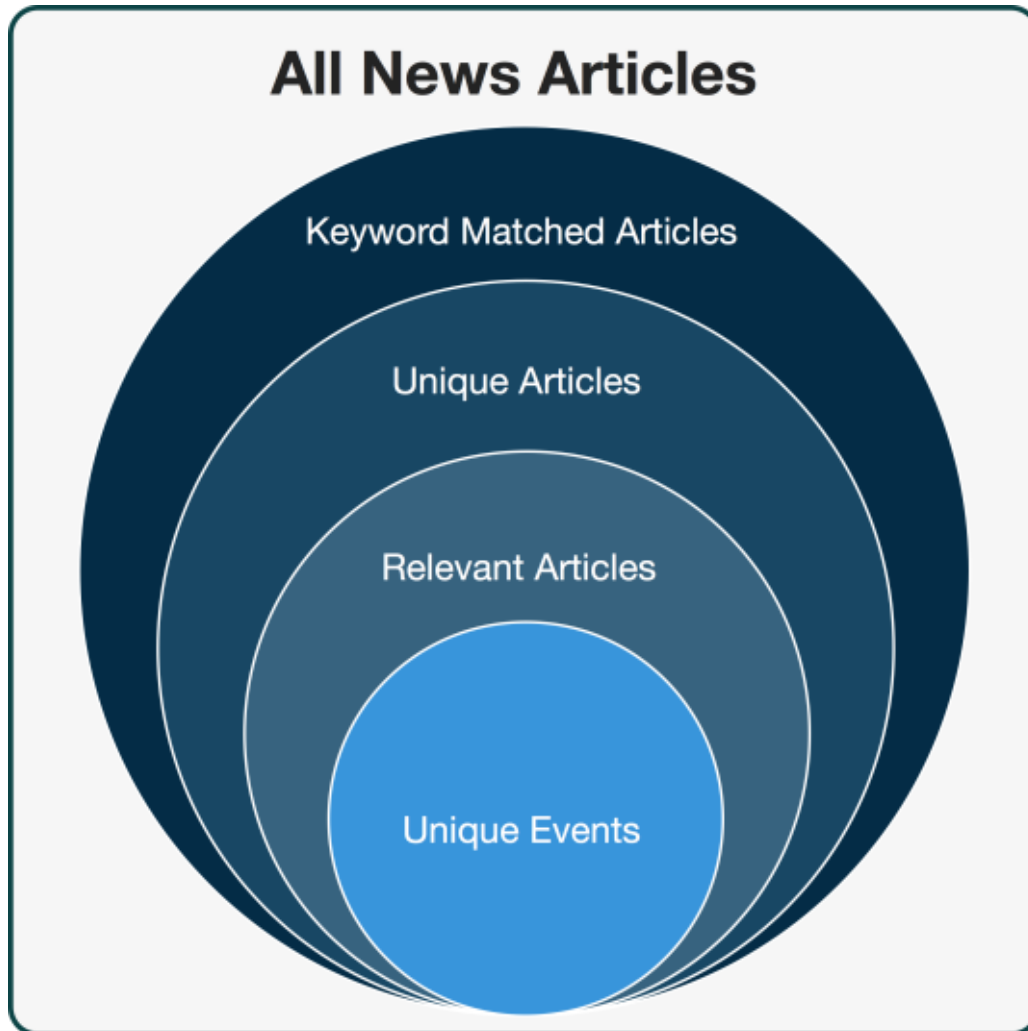 All News Articles
Keyword Matched Articles
Unique Articles
Relevant Articles
Unique Events